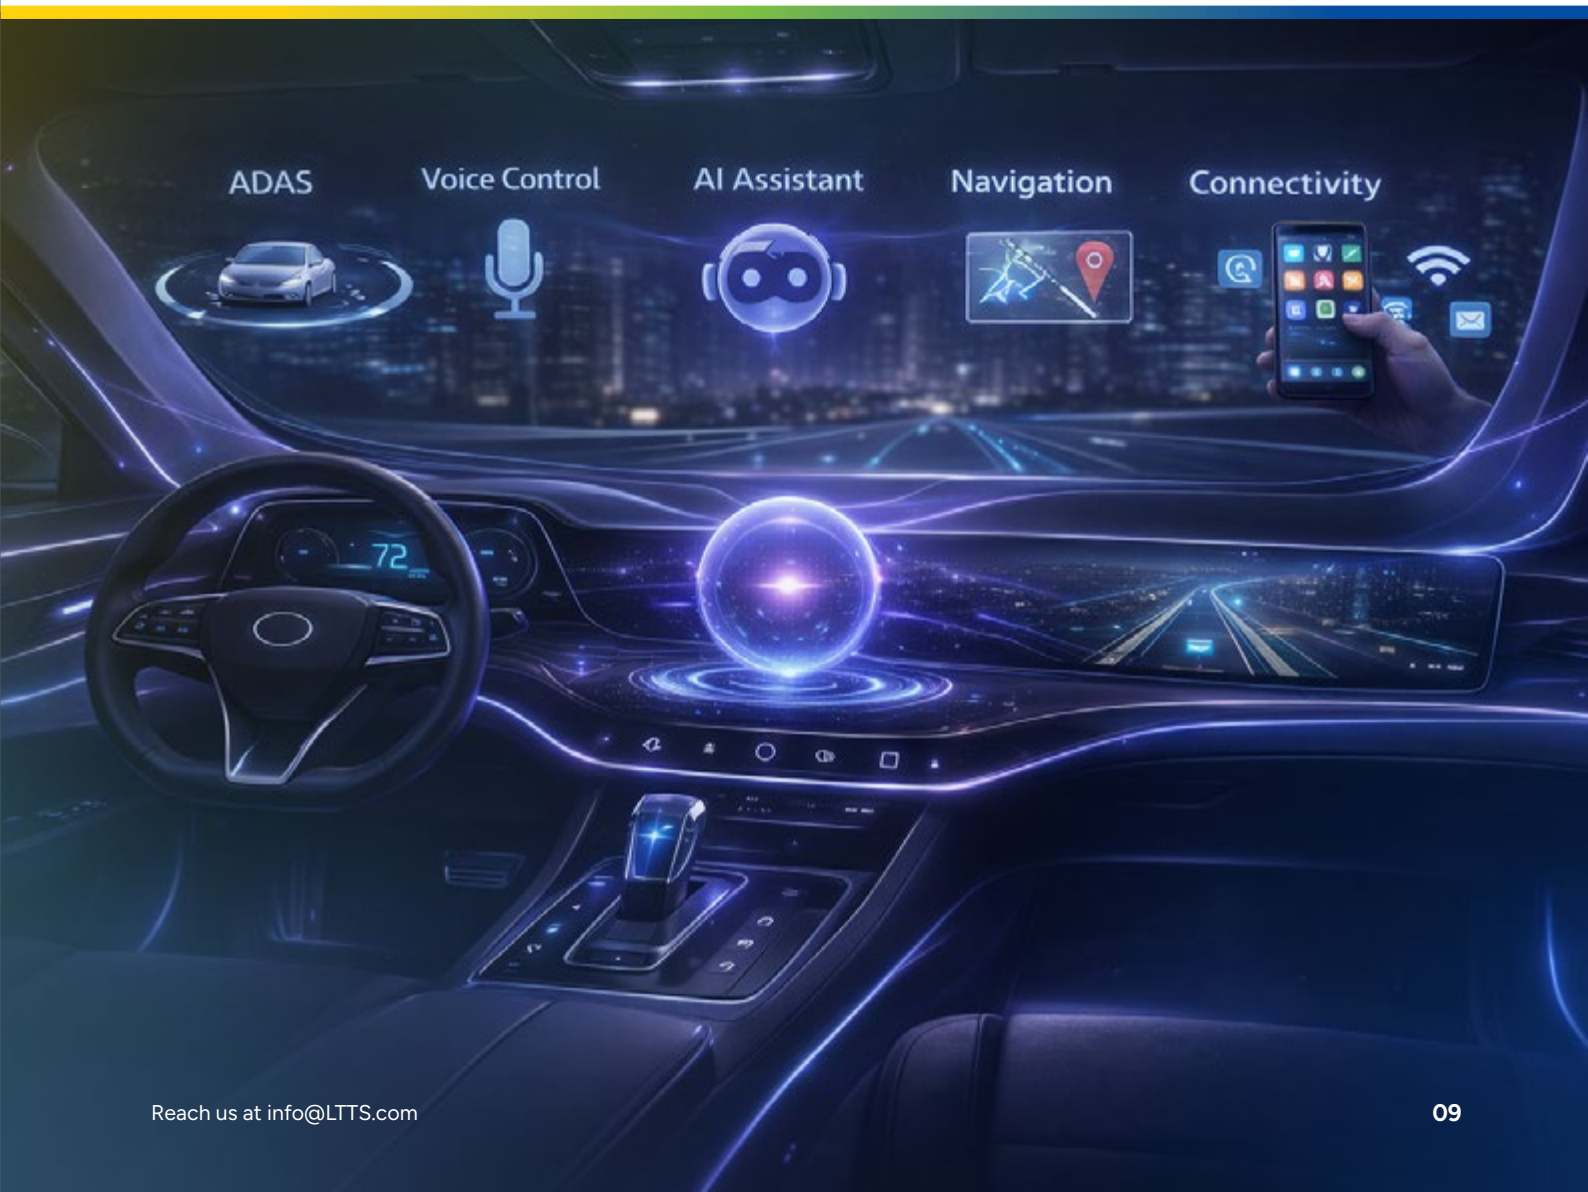 ADAS
Voice Control
AI Assistant
Navigation
Connectivity
72
Reach us at info@LTTS.com
09